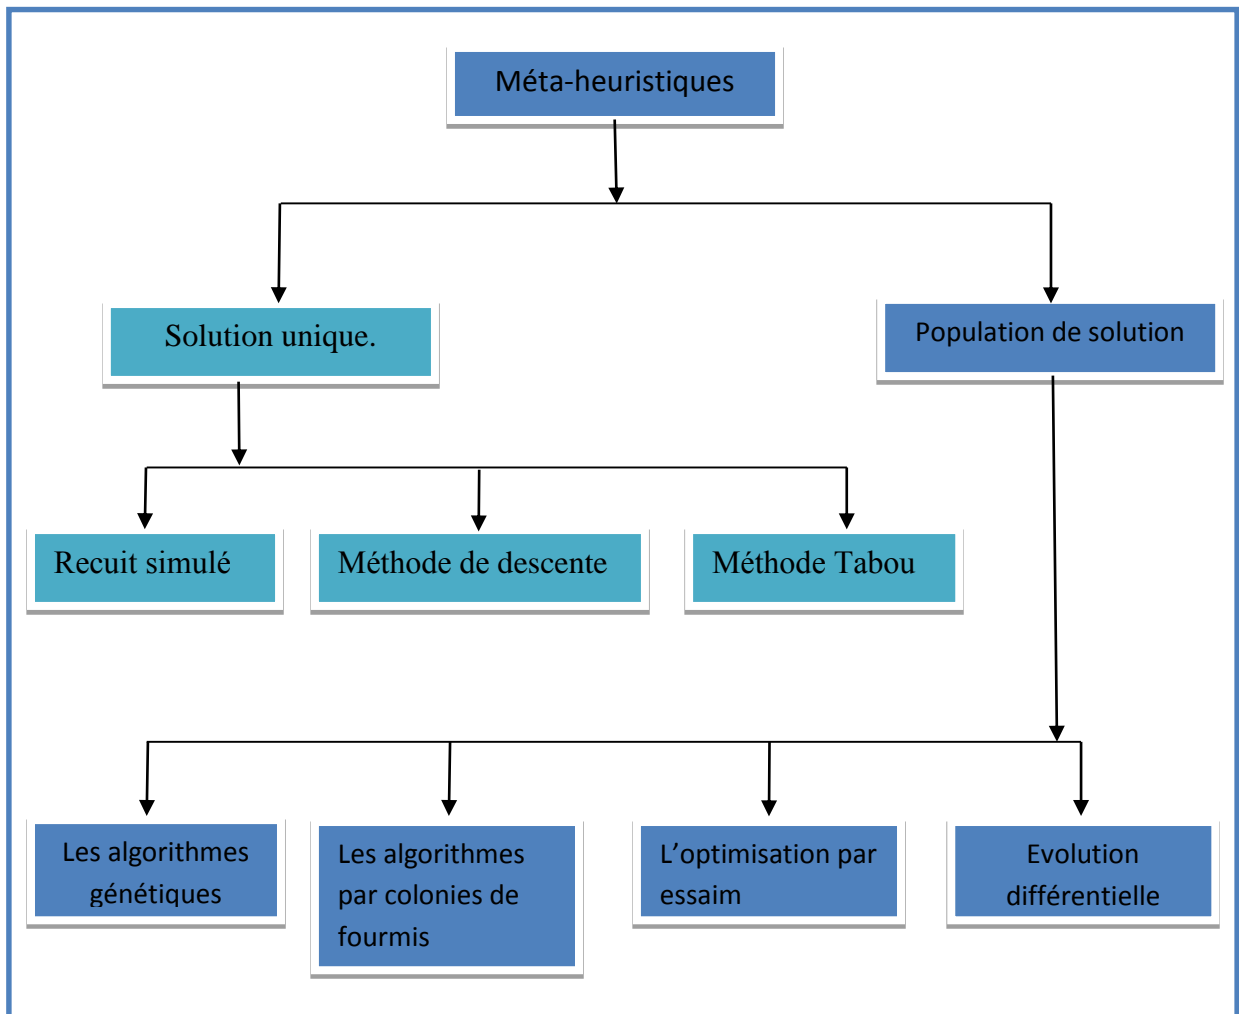 Méta-heuristiques
Solution unique.
Population de solution
Recuit simulé
Méthode de descente
Méthode Tabou
Les algorithmes
génétiques
Les algorithmes
par colonies de
fourmis
L’optimisation par
essaim
Evolution
différentielle